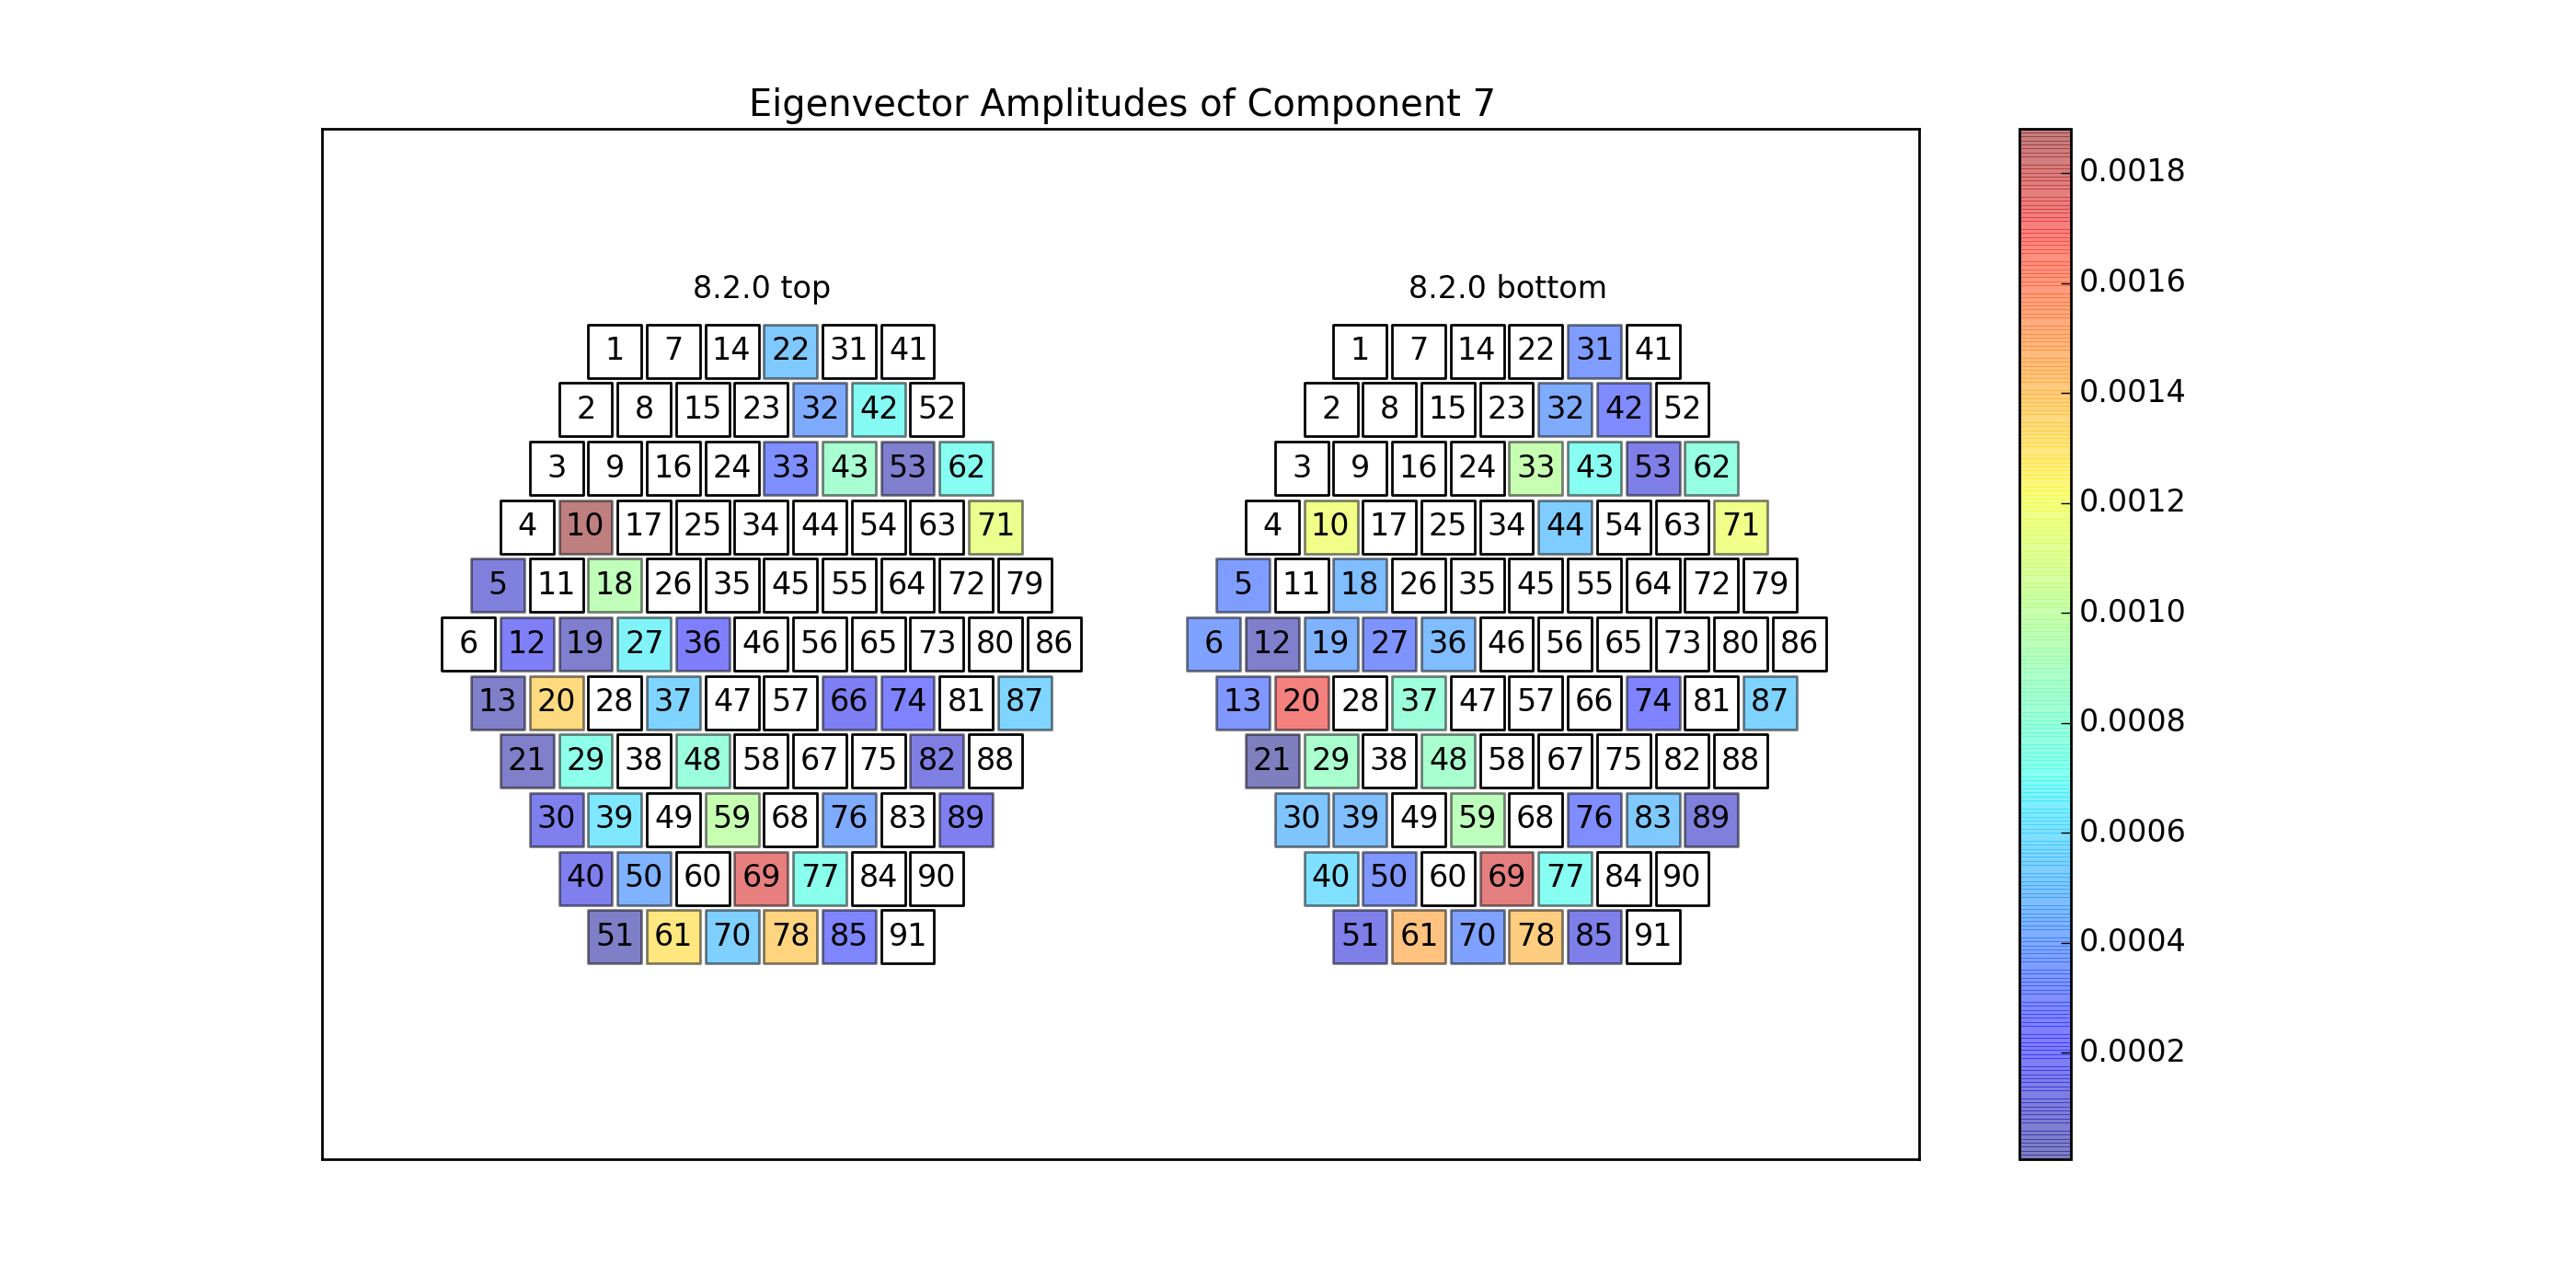 Eigenvector Amplitudes of Component 7
8.2.0 top
1 7 14 22 31 41
2 8 15 23 32 42 52
3 9 16 24 33 43 53 62
4 10 17 25 34 44 54 63 71
5 11 18 26 35 45 55 64 72 79
6 12 19 27 36 46 56 65 73 80 86
13 20 28 37 47 57 66 74 81 87
21 29 38 48 58 67 75 82 88
30 39 49 59 68 76 83 89
40 50 60 69 77 84 90
51 61 70 78 85 91
8.2.0 bottom
1 7 14 22 31 41
2 8 15 23 32 42 52
3 9 16 24 33 43 53 62
4 10 17 25 34 44 54 63 71
5 11 18 26 35 45 55 64 72 79
6 12 19 27 36 46 56 65 73 80 86
13 20 28 37 47 57 66 74 81 87
21 29 38 48 58 67 75 82 88
30 39 49 59 68 76 83 89
40 50 60 69 77 84 90
51 61 70 78 85 91
0.0018
0.0016
0.0014
0.0012
0.0010
0.0008
0.0006
0.0004
0.0002